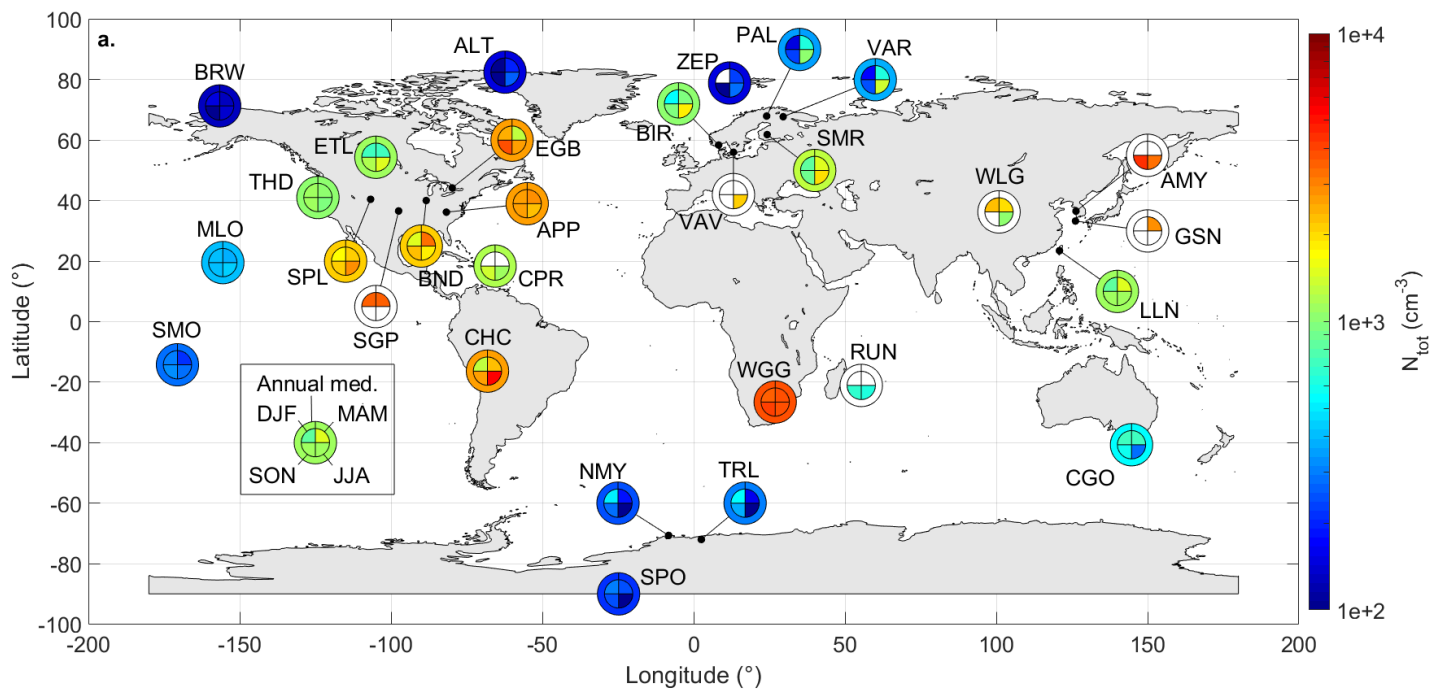 a.
100
80
60
40
20
0
-20
-40
-60
-80
-100
Latitude (°)
-200
-150
-100
-50
0
50
100
150
200
Longitude (°)
BRW
ALT
ZEP
PAL
VAR
BIR
ETL
EGB
SMR
THD
WLG
AMY
VAV
APP
GSN
MLO
SPL
BND
CPR
SGP
LLN
SMO
CHC
WGG
RUN
CGO
Annual med.
DJF MAM
SON JJA
NMY
TRL
SPO
1e+4
1e+3
1e+2
N_tot (cm^-3)